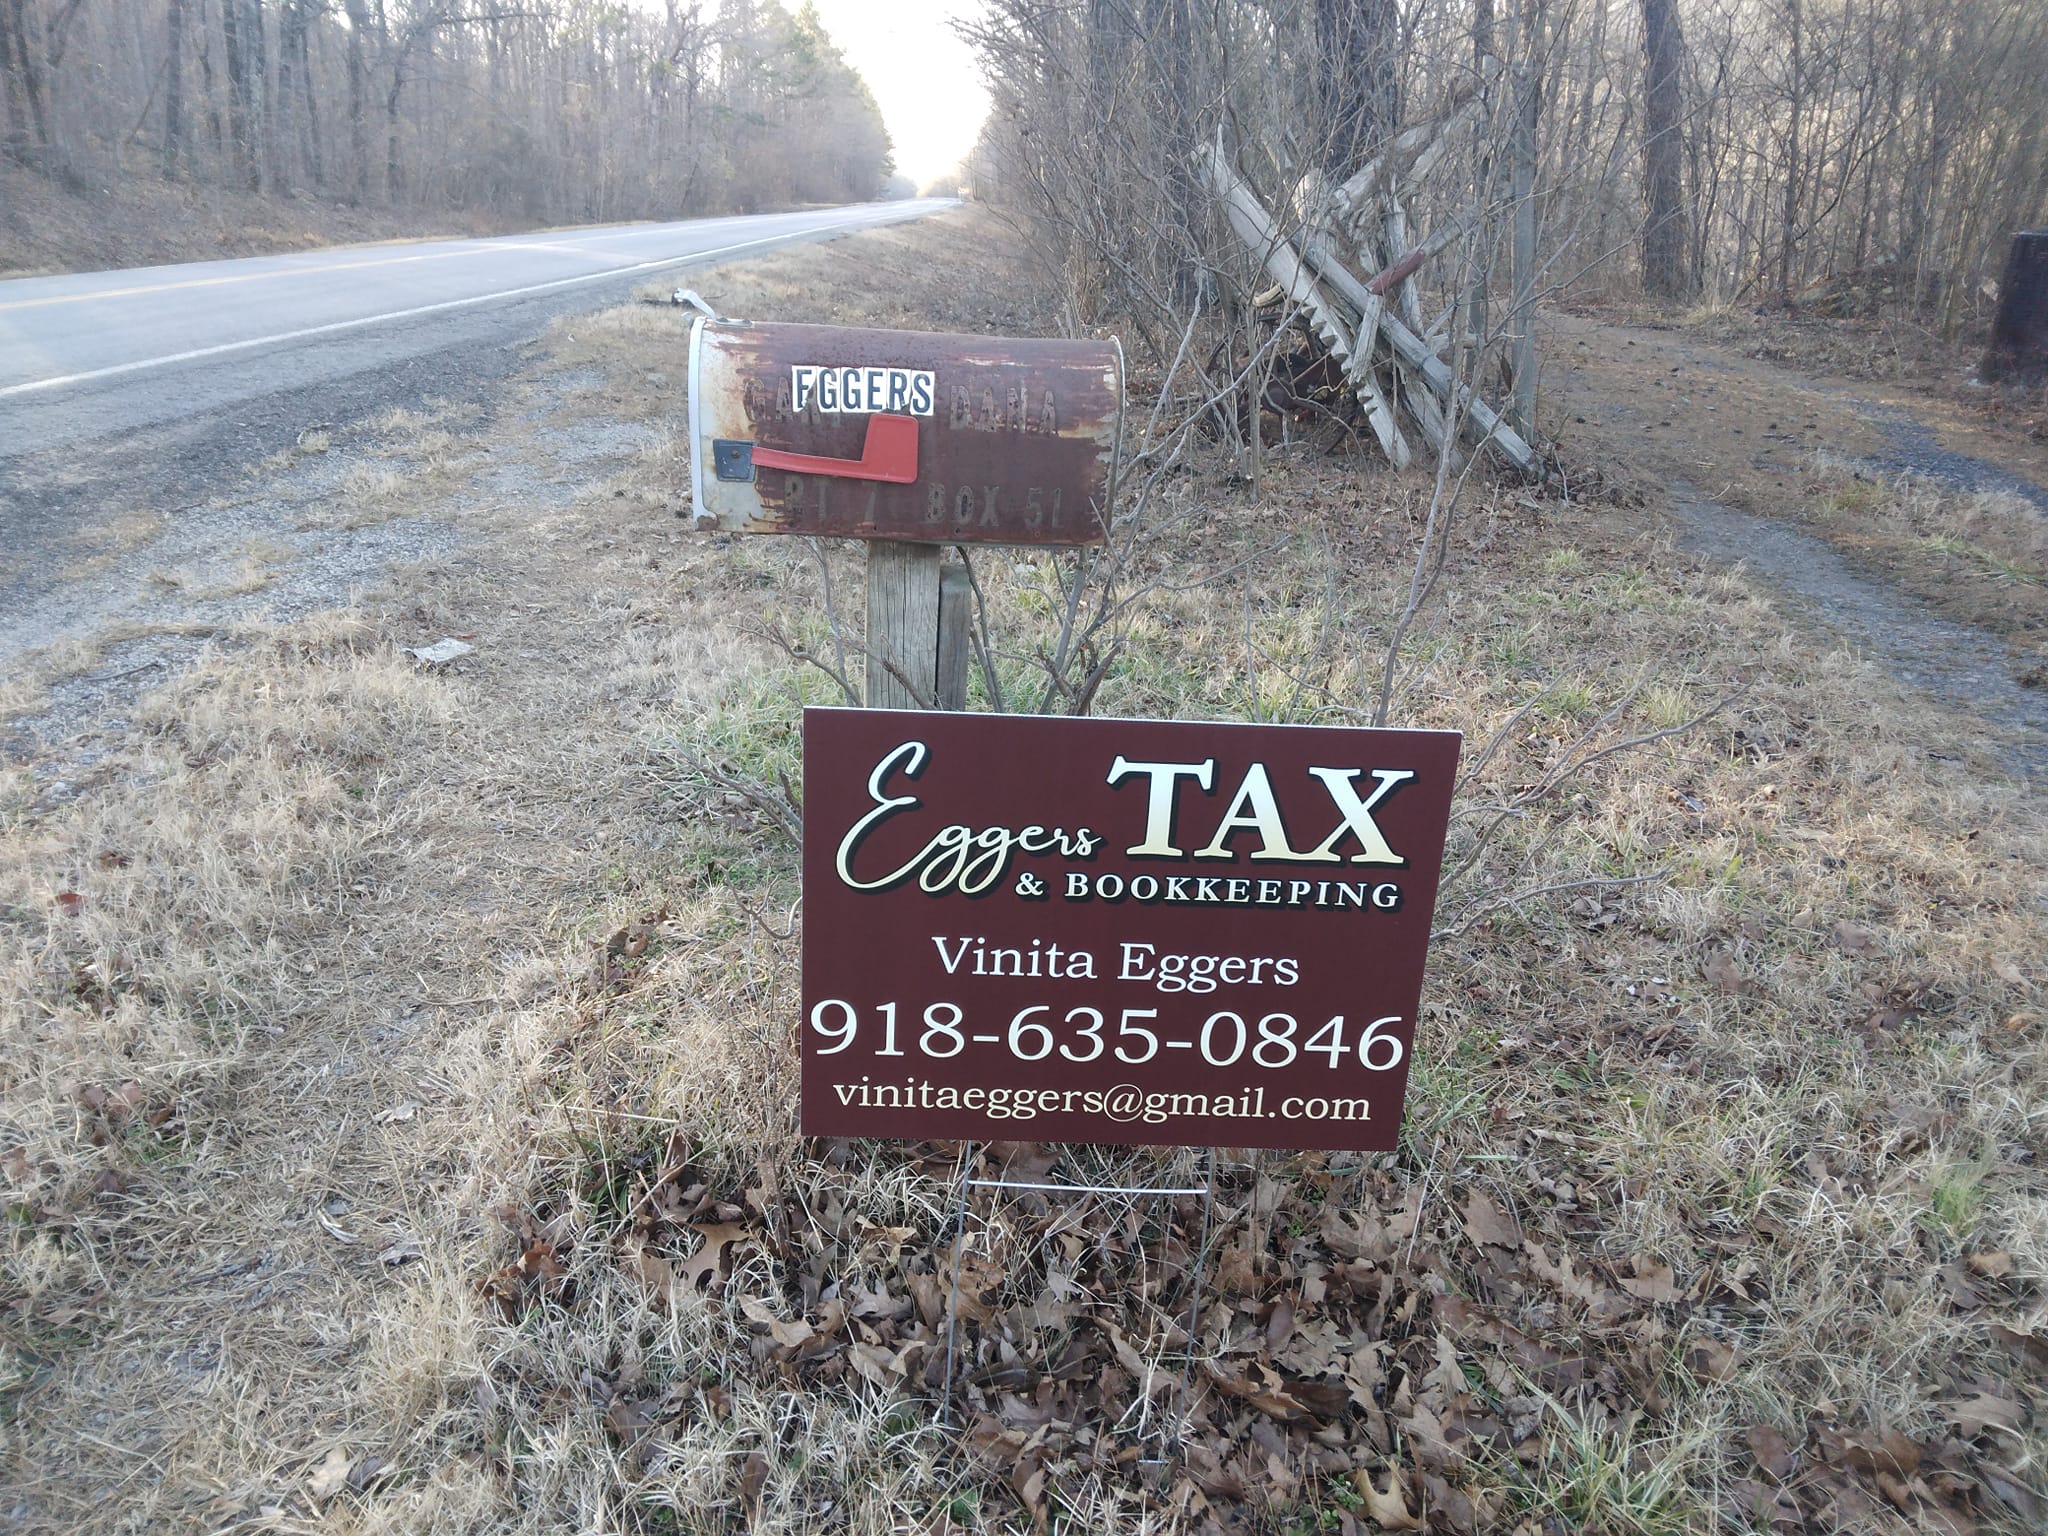 EGGERS
DANA
BOX 51
Eggers TAX
& BOOKKEEPING
Vinita Eggers
918-635-0846
vinitaeggers@gmail.com